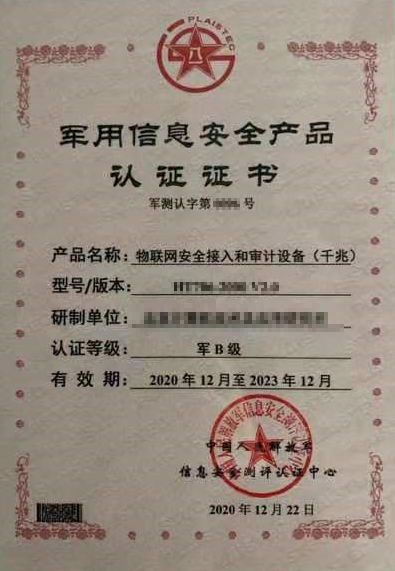 PLAISTEC
军用信息安全产品
认证证书
军测认字第 号
产品名称: 物联网安全接入和审计设备（千兆）
型号/版本:
研制单位:
认证等级: 军B级
有效期: 2020年12月至2023年12月
中国人民解放军
信息安全测评认证中心
2020年12月22日